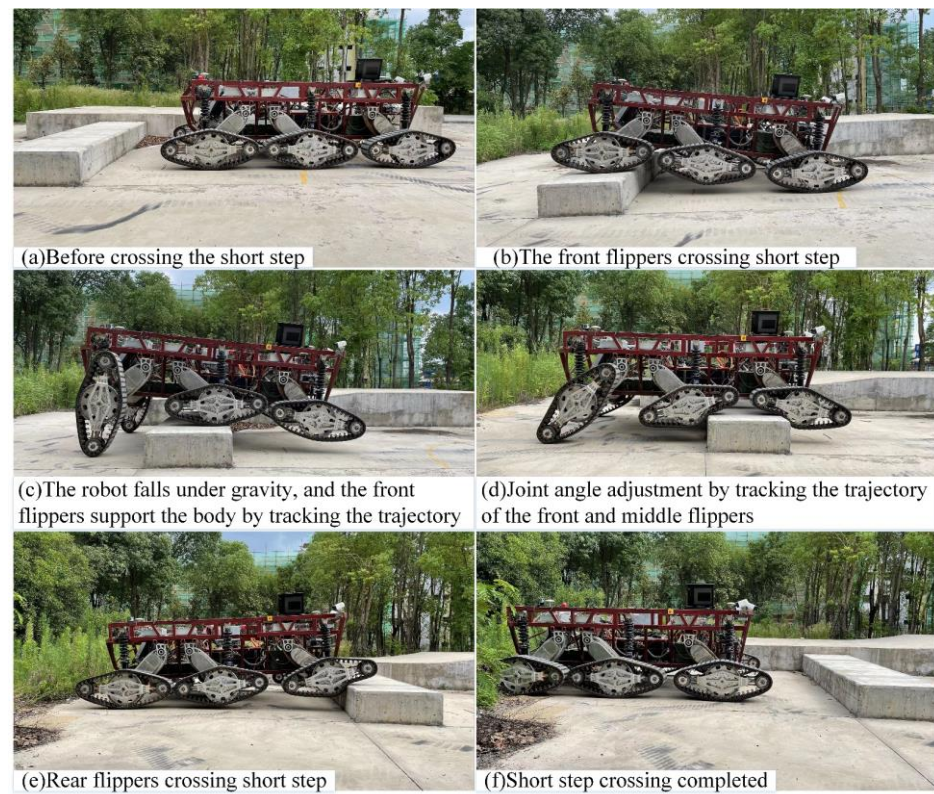 (a)Before crossing the short step
(b)The front flippers crossing short step
(c)The robot falls under gravity, and the front
flippers support the body by tracking the trajectory
(d)Joint angle adjustment by tracking the trajectory
of the front and middle flippers
(e)Rear flippers crossing short step
(f)Short step crossing completed